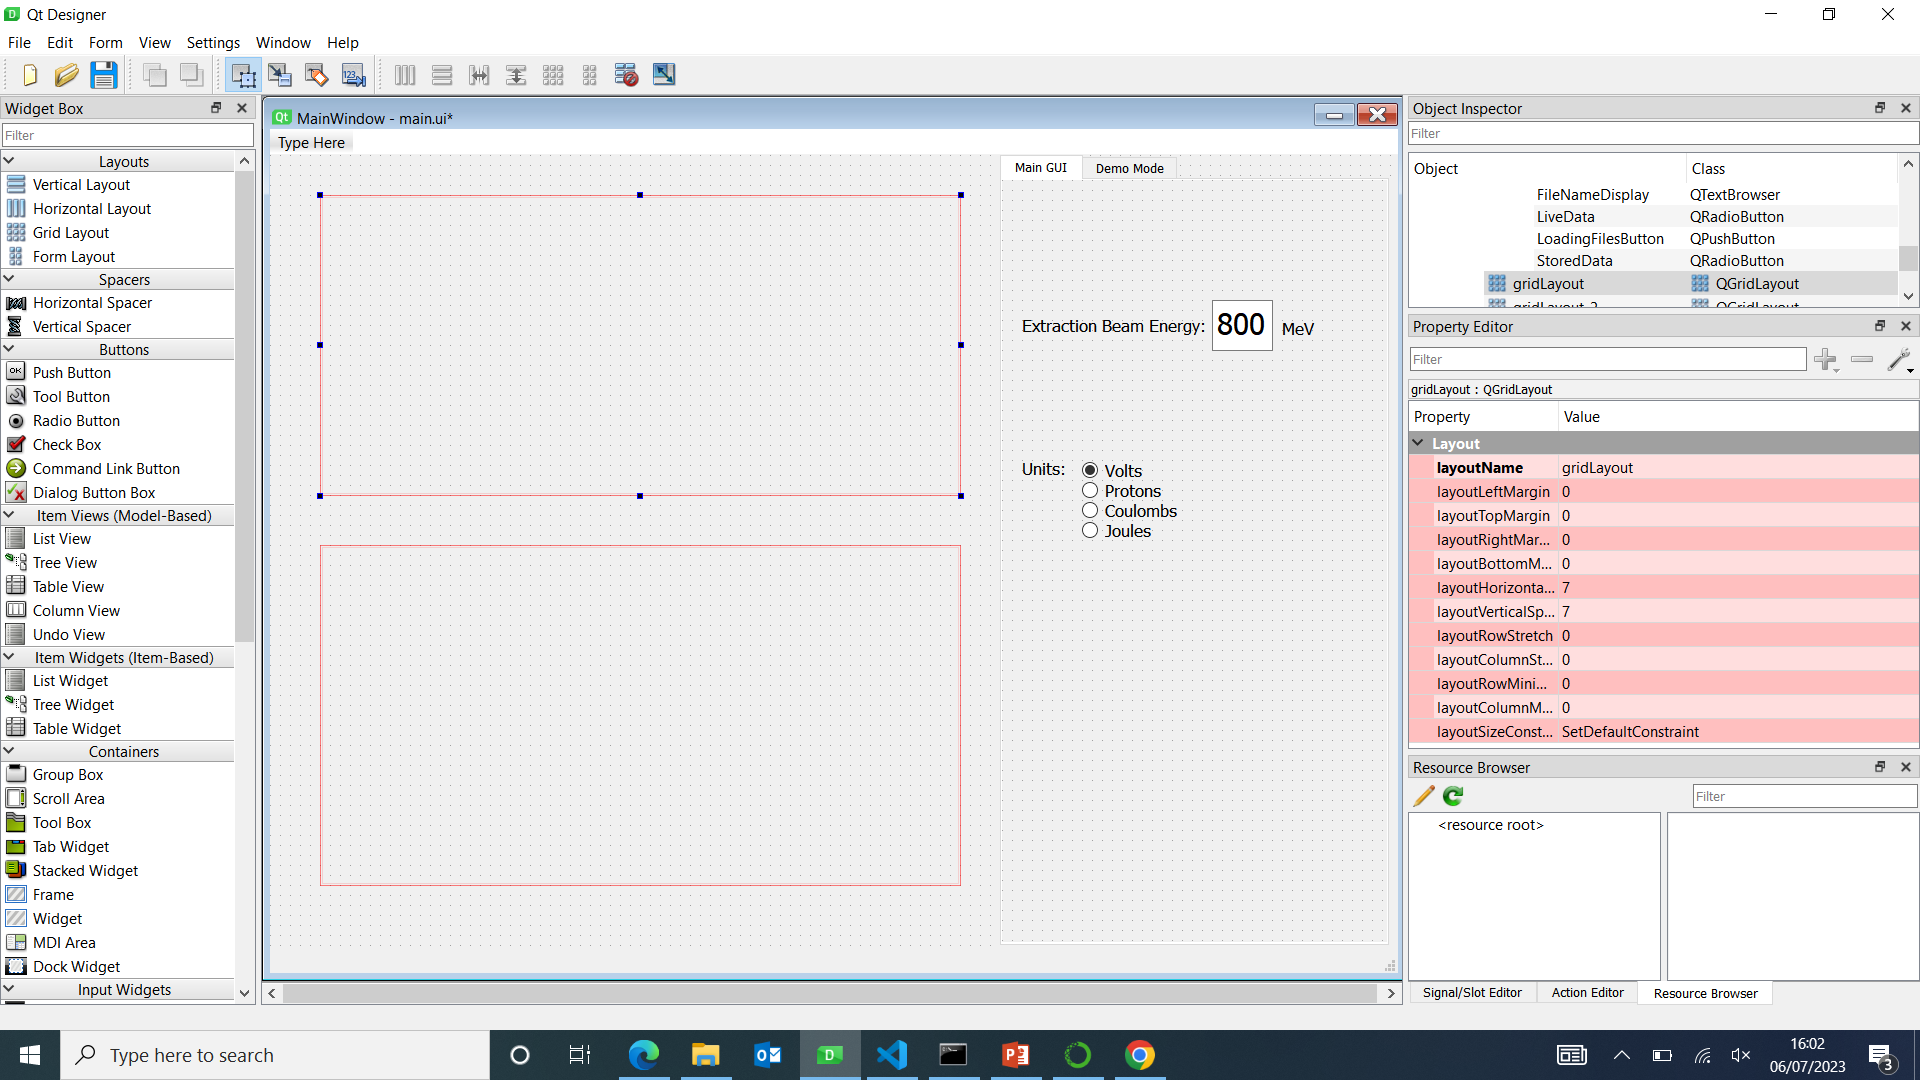 Qt Designer
File Edit Form View Settings Window Help
Widget Box
Filter
Layouts
Vertical Layout
Horizontal Layout
Grid Layout
Form Layout
Spacers
Horizontal Spacer
Vertical Spacer
Buttons
Push Button
Tool Button
Radio Button
Check Box
Command Link Button
Dialog Button Box
Item Views (Model-Based)
List View
Tree View
Table View
Column View
Undo View
Item Widgets (Item-Based)
List Widget
Tree Widget
Table Widget
Containers
Group Box
Scroll Area
Tool Box
Tab Widget
Stacked Widget
Frame
Widget
MDI Area
Dock Widget
Input Widgets
MainWindow - main.ui*
Type Here
Main GUI Demo Mode
Extraction Beam Energy: 800 MeV
Units: Volts
Protons
Coulombs
Joules
Object Inspector
Filter
Object Class
FileNameDisplay QTextBrowser
LiveData QRadioButton
LoadingFilesButton QPushButton
StoredData QRadioButton
gridLayout QGridLayout
gridLayout_2 QGridLayout
Property Editor
Filter
gridLayout : QGridLayout
Property Value
Layout
layoutName gridLayout
layoutLeftMargin 0
layoutTopMargin 0
layoutRightMar... 0
layoutBottomM... 0
layoutHorizonta... 7
layoutVerticalSp... 7
layoutRowStretch 0
layoutColumnSt... 0
layoutRowMini... 0
layoutColumnM... 0
layoutSizeConst... SetDefaultConstraint
Resource Browser
Filter
<resource root>
Signal/Slot Editor Action Editor Resource Browser
Type here to search
16:02
06/07/2023
3